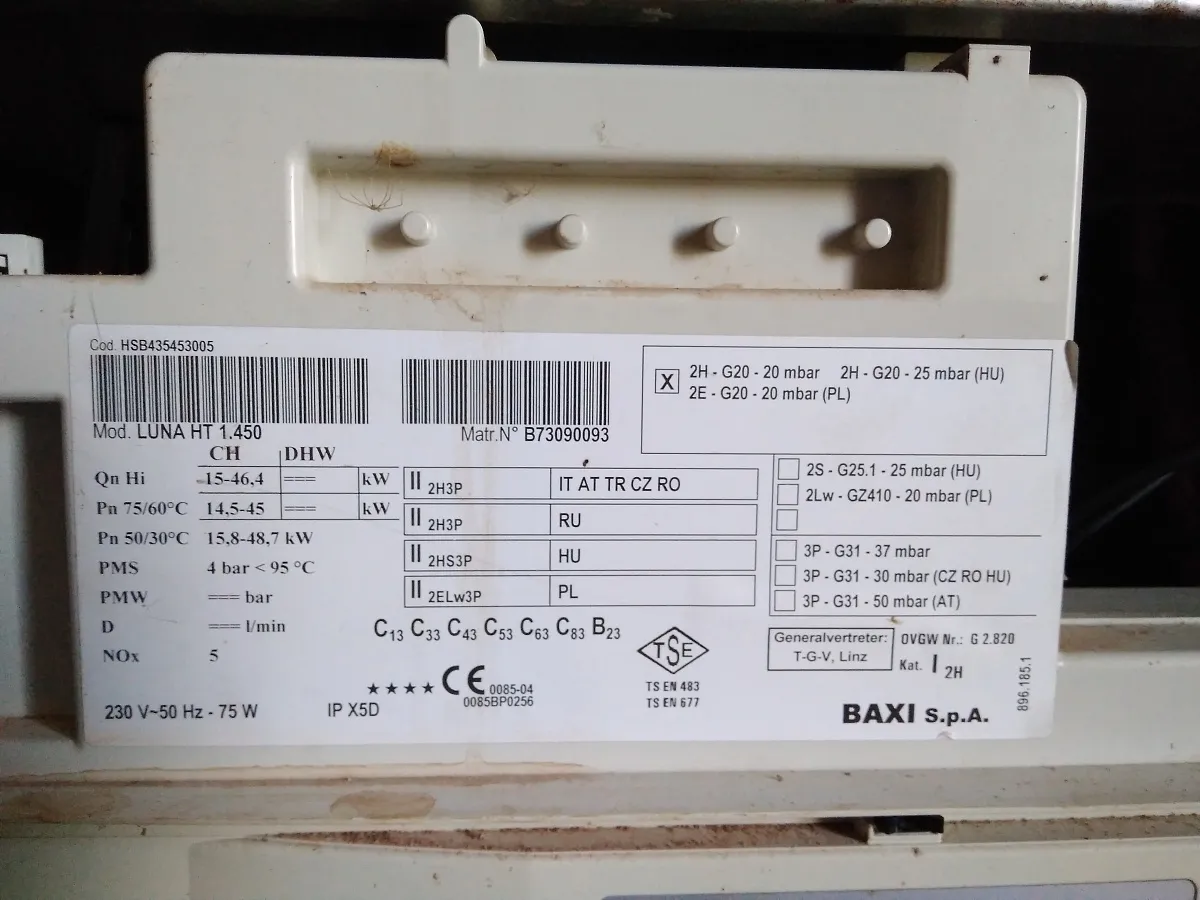 Cod. HSB435453005
Mod. LUNA HT 1.450
Matr.N° B73090093
X 2H - G20 - 20 mbar 2H - G20 - 25 mbar (HU)
2E - G20 - 20 mbar (PL)
CH DHW
Qn Hi 15-46,4 === kW
Pn 75/60°C 14,5-45 === kW
Pn 50/30°C 15,8-48,7 kW
PMS 4 bar < 95 °C
PMW === bar
D === l/min
NOx 5
II 2H3P IT AT TR CZ RO
II 2H3P RU
II 2HS3P HU
II 2ELw3P PL
2S - G25.1 - 25 mbar (HU)
2Lw - GZ410 - 20 mbar (PL)
3P - G31 - 37 mbar
3P - G31 - 30 mbar (CZ RO HU)
3P - G31 - 50 mbar (AT)
C13 C33 C43 C53 C63 C83 B23
★★★★ CE 0085-04
0085BP0256
TSE
TS EN 483
TS EN 677
Generalvertreter:
T-G-V, Linz
OVGW Nr.: G 2.820
Kat. I 2H
230 V~50 Hz - 75 W IP X5D
BAXI S.p.A.
896.185.1